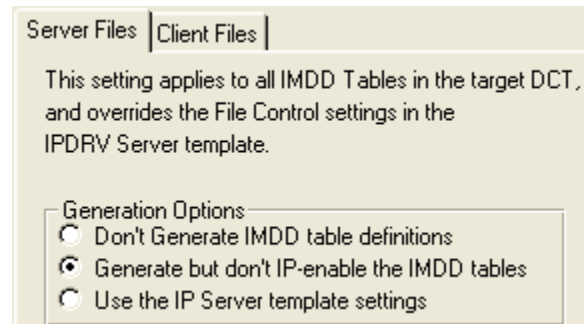 Server Files Client Files
This setting applies to all IMDD Tables in the target DCT,
and overrides the File Control settings in the
IPDRV Server template.
Generation Options
Don't Generate IMDD table definitions
Generate but don't IP-enable the IMDD tables
Use the IP Server template settings